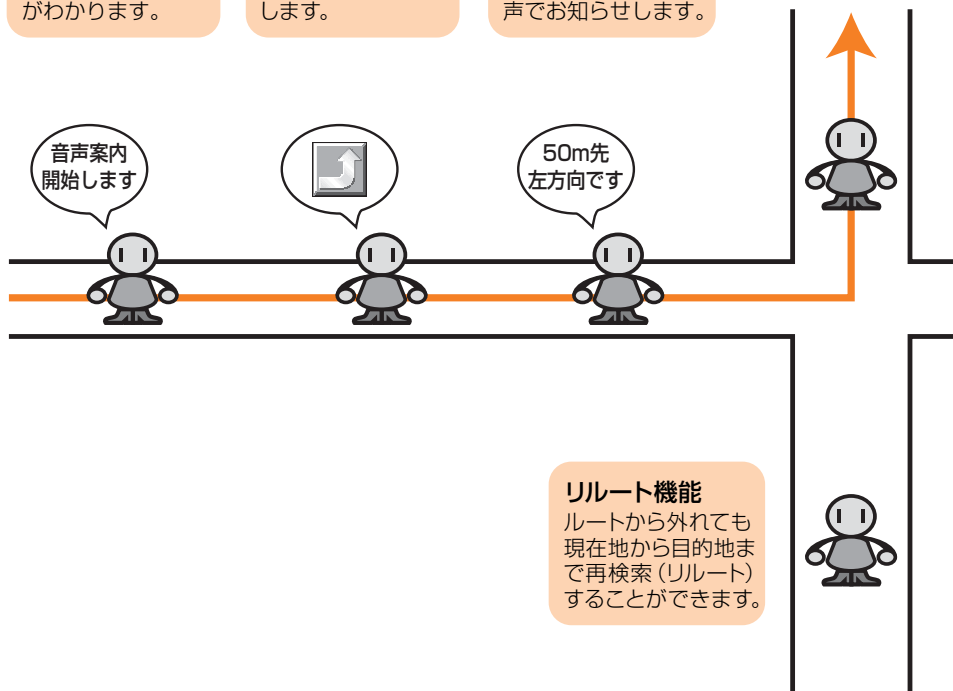 がわかります。
します。
声でお知らせします。
音声案内
開始します
50m先
左方向です
リルート機能
ルートから外れても
現在地から目的地ま
で再検索(リルート)
することができます。